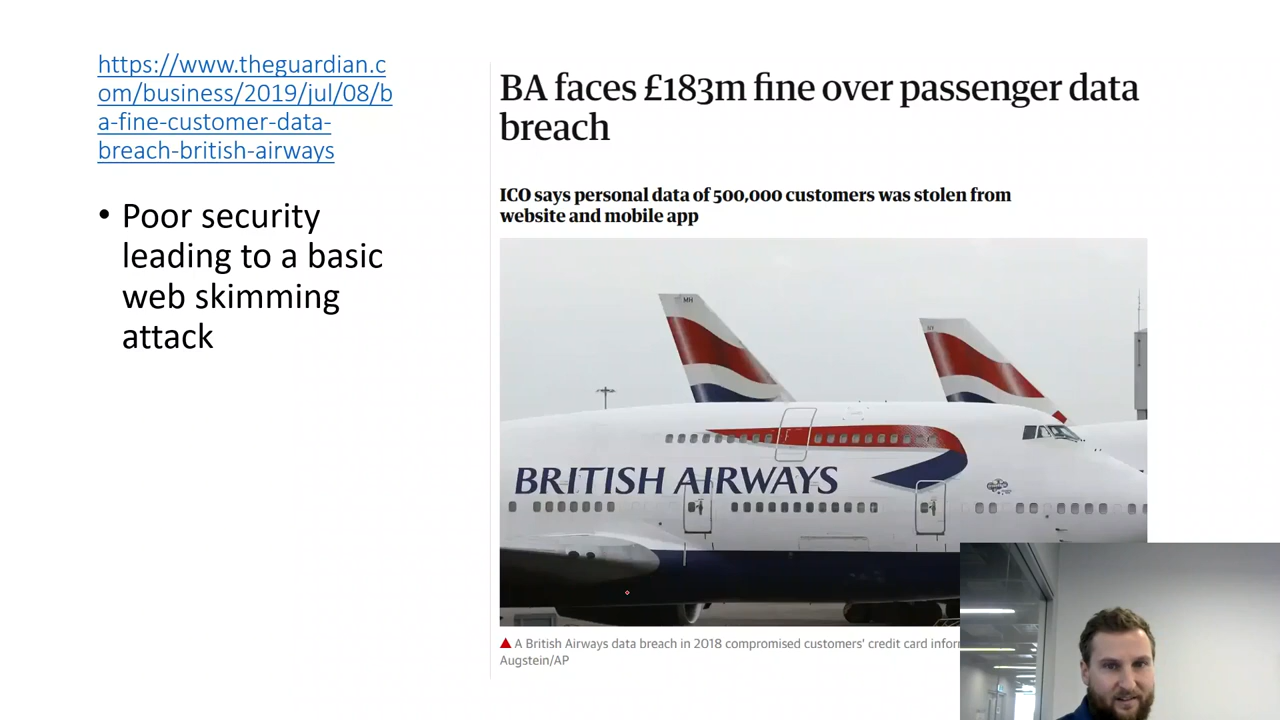 https://www.theguardian.c
om/business/2019/jul/08/b
a-fine-customer-data-
breach-british-airways
• Poor security
leading to a basic
web skimming
attack
BA faces £183m fine over passenger data
breach
ICO says personal data of 500,000 customers was stolen from
website and mobile app
MH
BRITISH AIRWAYS
A British Airways data breach in 2018 compromised customers' credit card infor
Augstein/AP